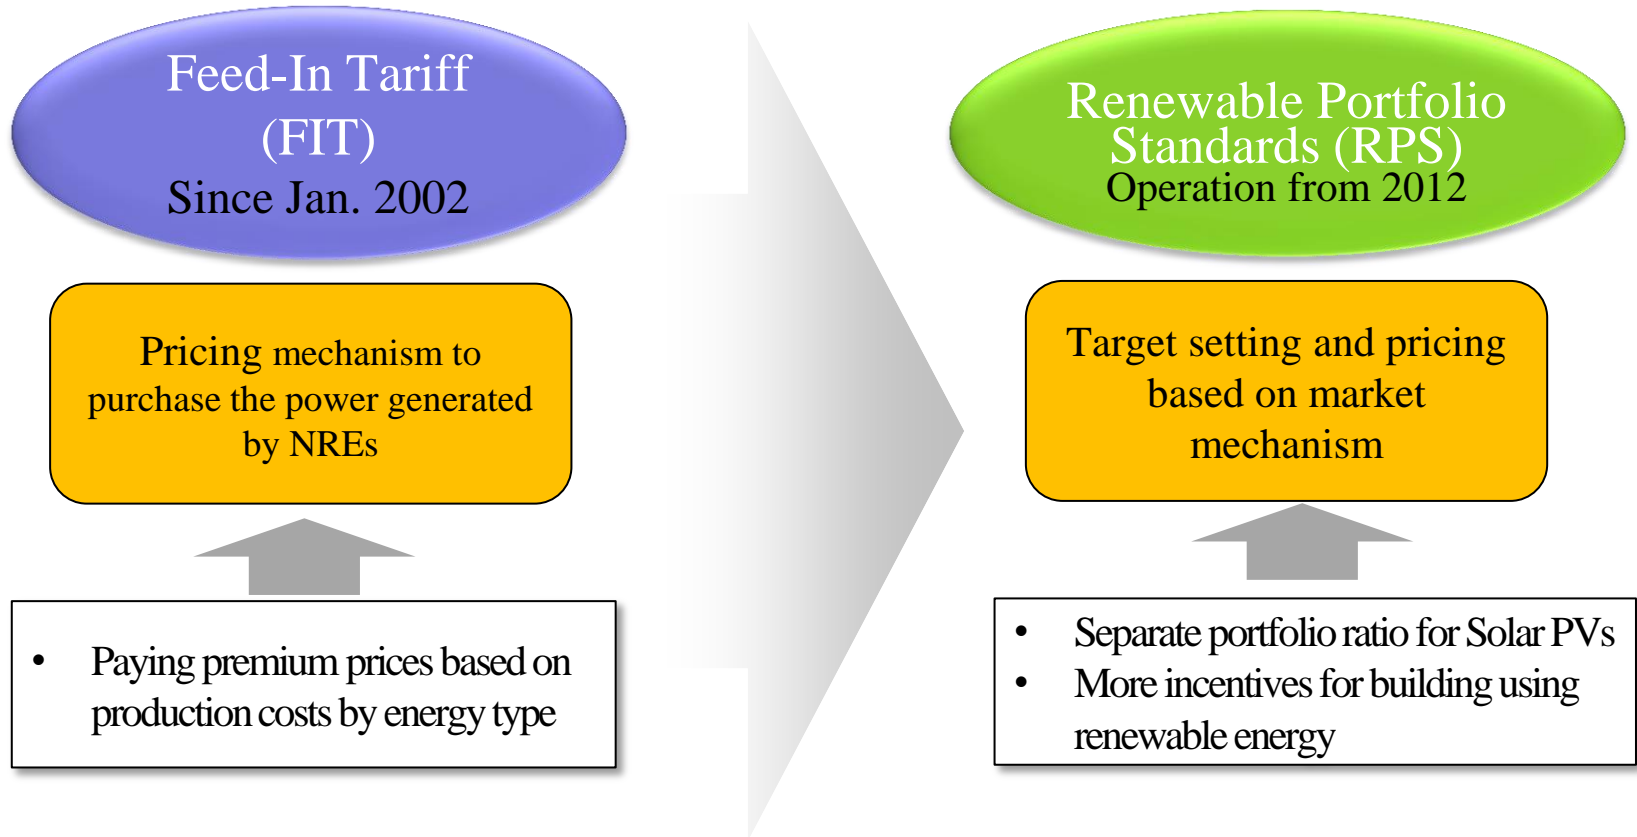 Feed-In Tariff
(FIT)
Since Jan. 2002
Pricing mechanism to
purchase the power generated
by NREs
• Paying premium prices based on
production costs by energy type
Renewable Portfolio
Standards (RPS)
Operation from 2012
Target setting and pricing
based on market
mechanism
• Separate portfolio ratio for Solar PVs
• More incentives for building using
renewable energy